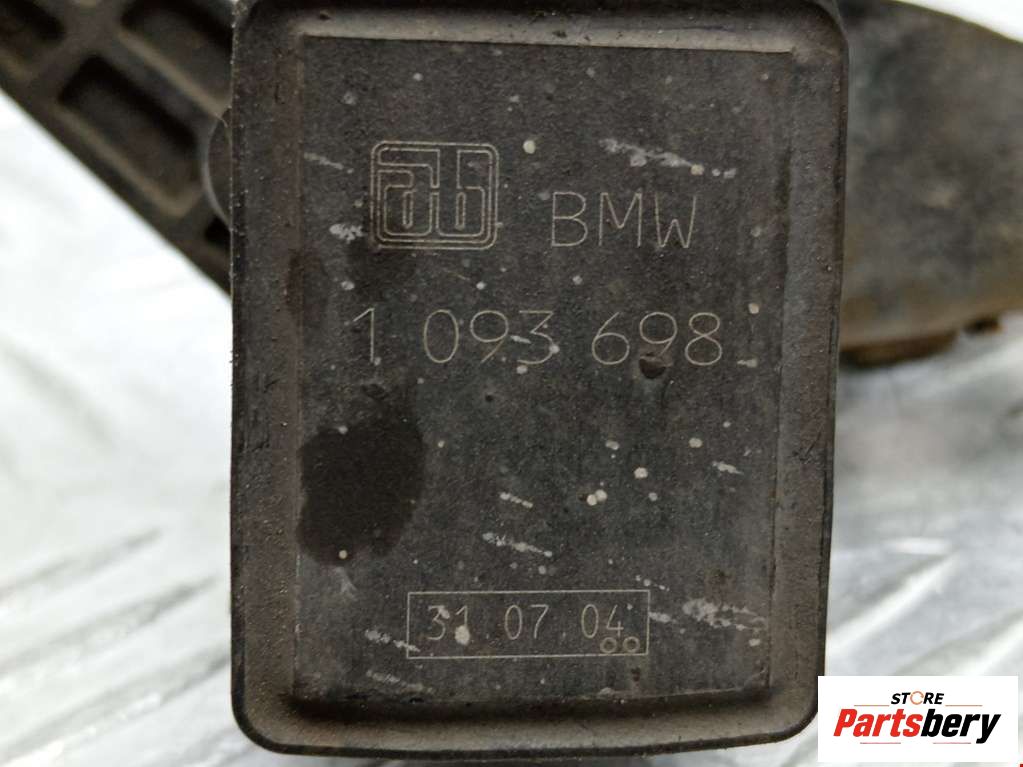 BMW
1 093 698
31.07.04
STORE
Partsbery